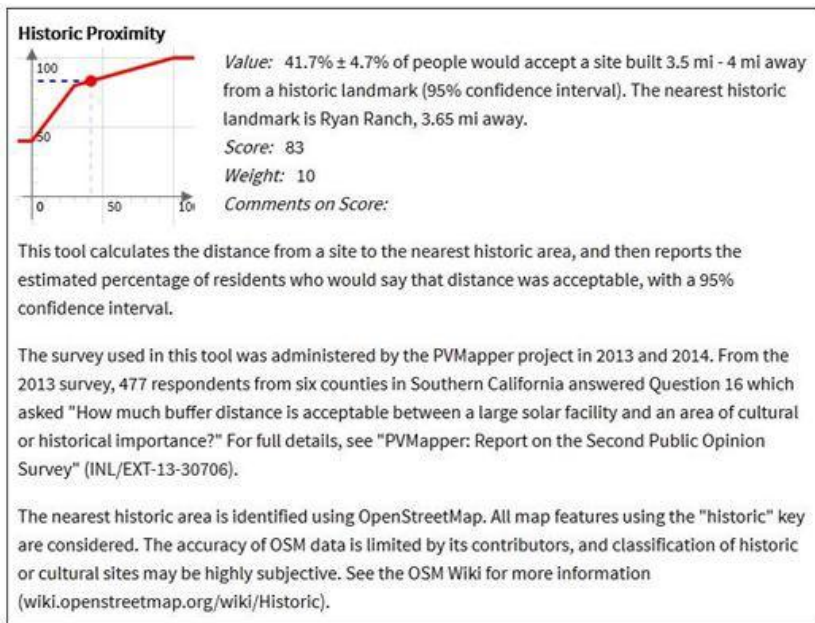 Historic Proximity
100
50
0
50
10
Value: 41.7% ± 4.7% of people would accept a site built 3.5 mi - 4 mi away
from a historic landmark (95% confidence interval). The nearest historic
landmark is Ryan Ranch, 3.65 mi away.
Score: 83
Weight: 10
Comments on Score:
This tool calculates the distance from a site to the nearest historic area, and then reports the
estimated percentage of residents who would say that distance was acceptable, with a 95%
confidence interval.
The survey used in this tool was administered by the PVMapper project in 2013 and 2014. From the
2013 survey, 477 respondents from six counties in Southern California answered Question 16 which
asked "How much buffer distance is acceptable between a large solar facility and an area of cultural
or historical importance?" For full details, see "PVMapper: Report on the Second Public Opinion
Survey" (INL/EXT-13-30706).
The nearest historic area is identified using OpenStreetMap. All map features using the "historic" key
are considered. The accuracy of OSM data is limited by its contributors, and classification of historic
or cultural sites may be highly subjective. See the OSM Wiki for more information
(wiki.openstreetmap.org/wiki/Historic).